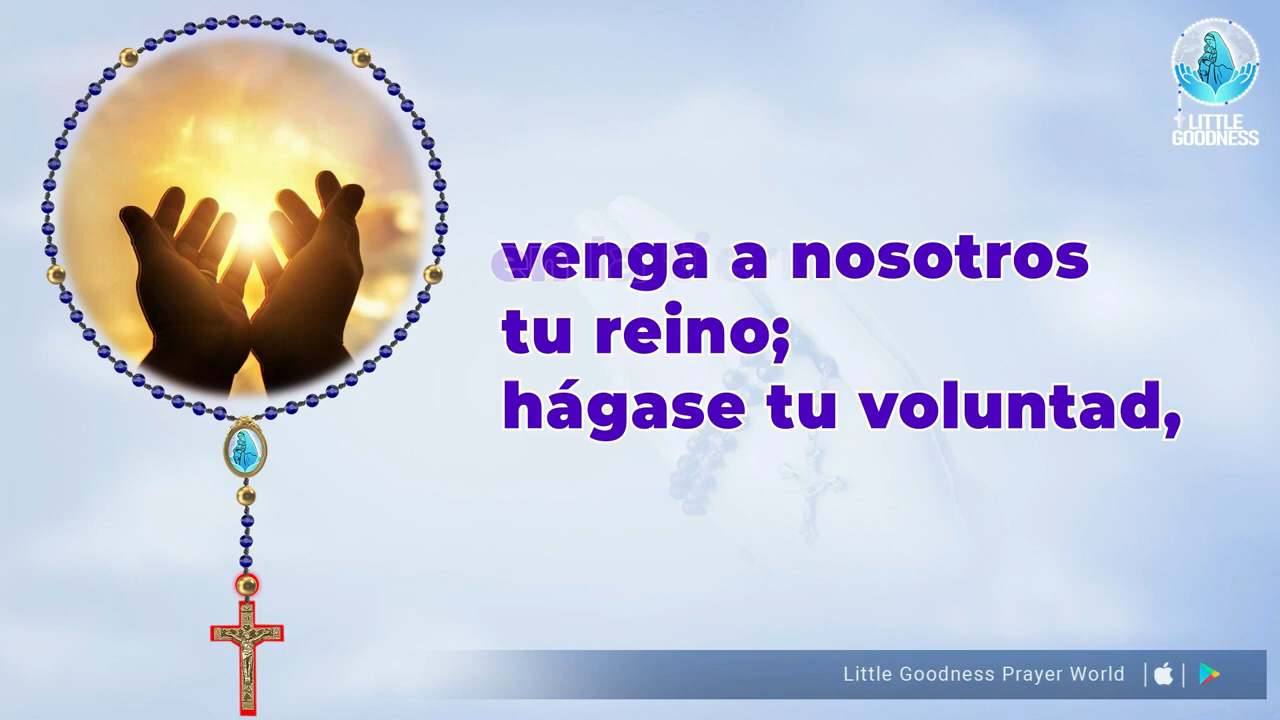 LITTLE
GOODNESS
venga a nosotros
tu reino;
hágase tu voluntad,
Little Goodness Prayer World